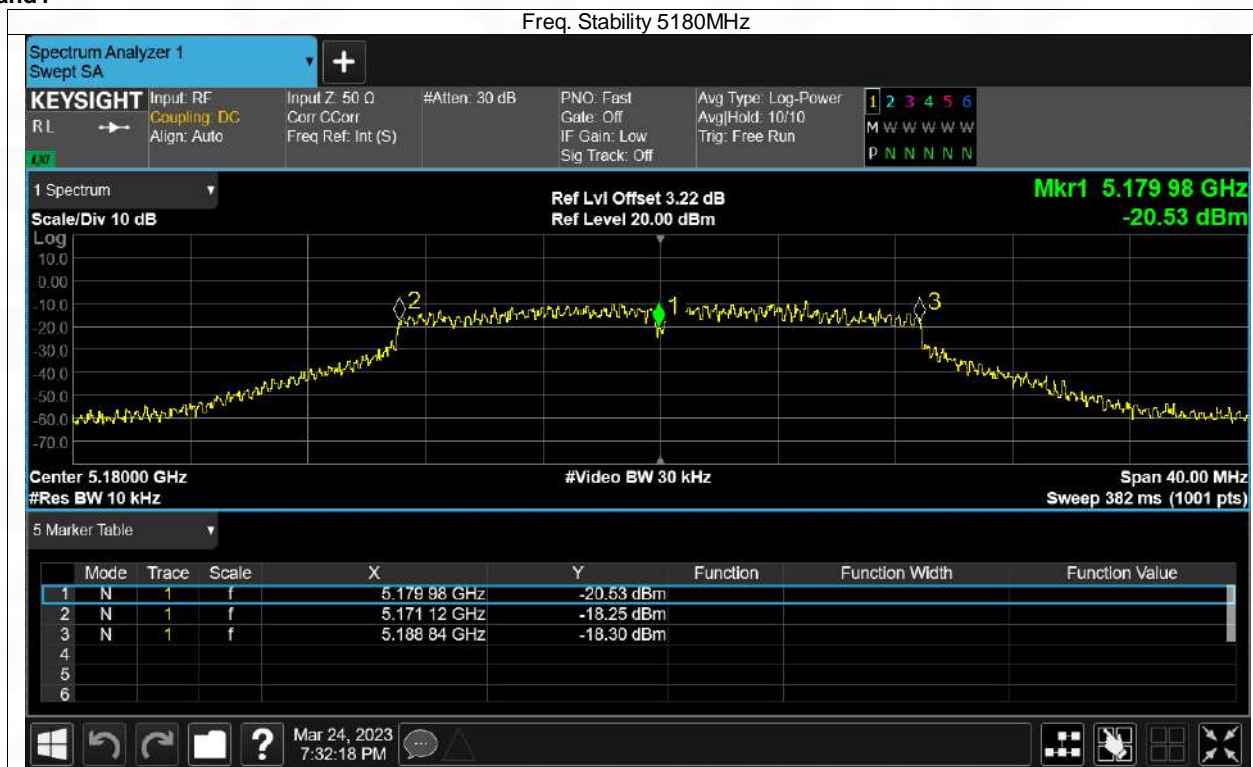 Freq. Stability 5180MHz
Spectrum Analyzer 1
Swept SA
+
KEYSIGHT
RL
LXI
Input: RF
Coupling: DC
Align: Auto
Input Z: 50 Ω
Corr CCorr
Freq Ref: Int (S)
#Atten: 30 dB
PNO: Fast
Gate: Off
IF Gain: Low
Sig Track: Off
Avg Type: Log-Power
Avg|Hold: 10/10
Trig: Free Run
1 2 3 4 5 6
M W W W W W
P N N N N N
1 Spectrum
Scale/Div 10 dB
Ref Lvl Offset 3.22 dB
Ref Level 20.00 dBm
Mkr1 5.179 98 GHz
-20.53 dBm
Log
10.0
0.00
-10.0
-20.0
-30.0
-40.0
-50.0
-60.0
-70.0
2
1
3
Center 5.18000 GHz
#Res BW 10 kHz
#Video BW 30 kHz
Span 40.00 MHz
Sweep 382 ms (1001 pts)
5 Marker Table
Mode Trace Scale X Y Function Function Width Function Value
1 N 1 f 5.179 98 GHz -20.53 dBm
2 N 1 f 5.171 12 GHz -18.25 dBm
3 N 1 f 5.188 84 GHz -18.30 dBm
4
5
6
?
Mar 24, 2023
7:32:18 PM